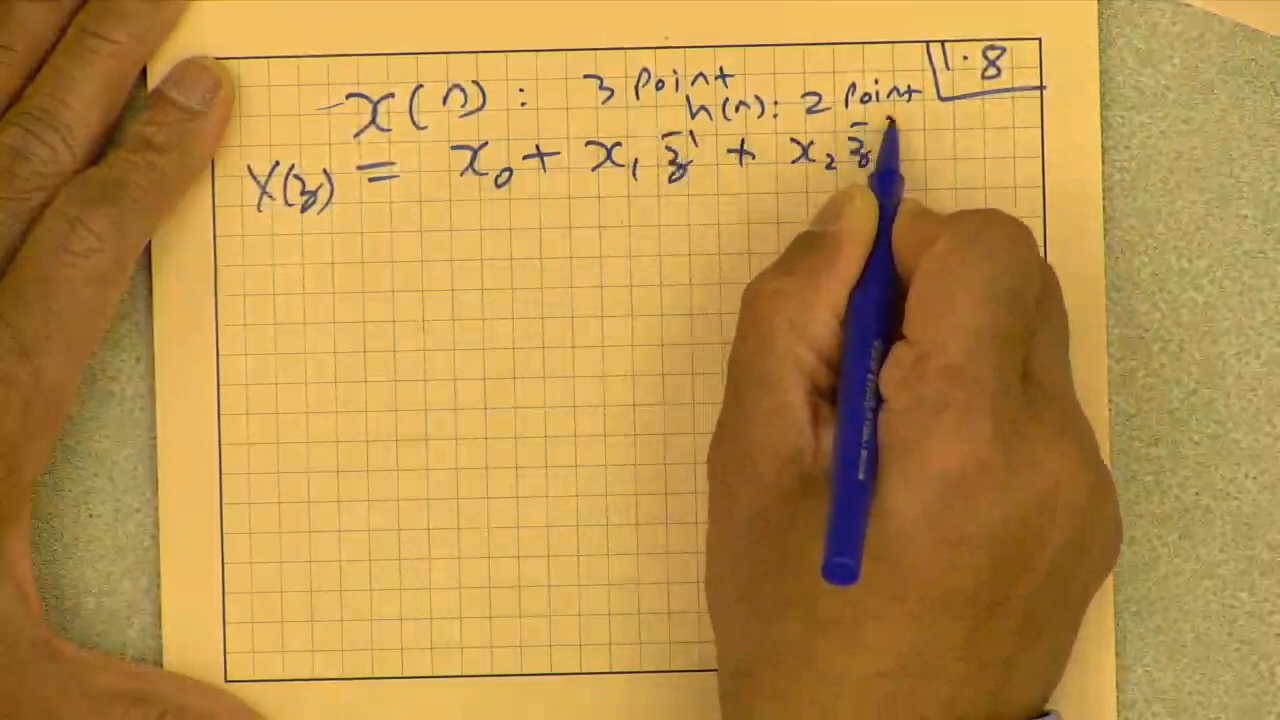 1.8
x(n) : 3 Point
h(n): 2 Point
X(z) = x₀ + x₁ z⁻¹ + x₂ z⁻